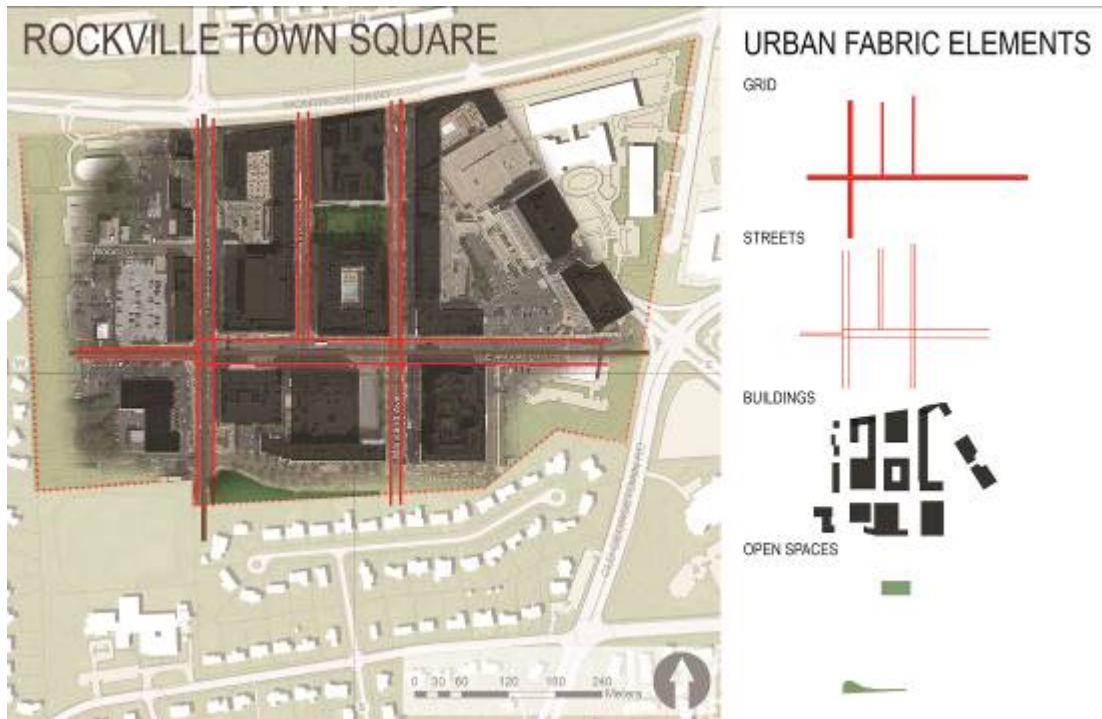 ROCKVILLE TOWN SQUARE
URBAN FABRIC ELEMENTS
GRID
STREETS
BUILDINGS
OPEN SPACES
W
E
S
0 30 60 120 180 240
Meters